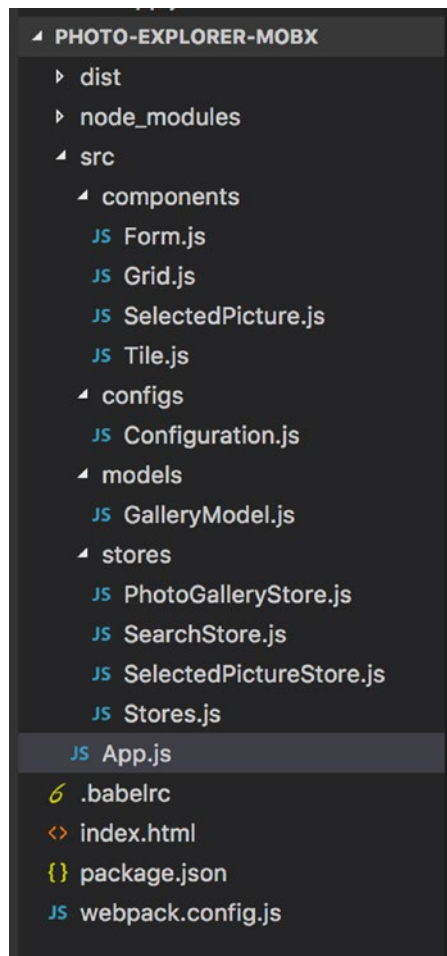 PHOTO-EXPLORER-MOBX
dist
node_modules
src
components
JS Form.js
JS Grid.js
JS SelectedPicture.js
JS Tile.js
configs
JS Configuration.js
models
JS GalleryModel.js
stores
JS PhotoGalleryStore.js
JS SearchStore.js
JS SelectedPictureStore.js
JS Stores.js
JS App.js
6 .babelrc
<> index.html
{} package.json
JS webpack.config.js